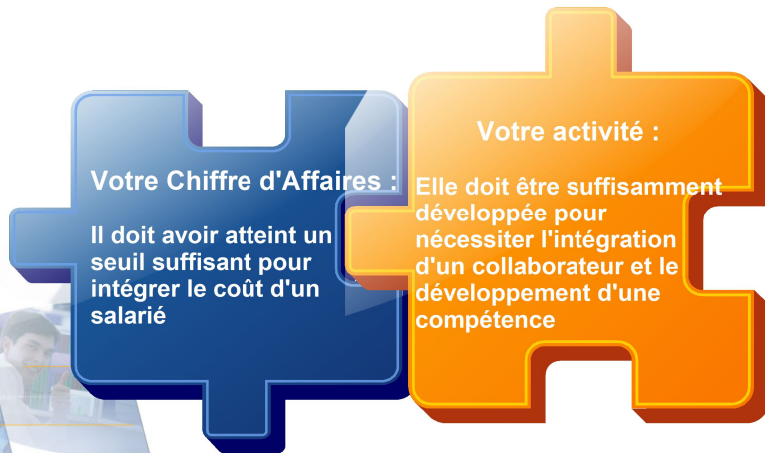 Votre Chiffre d'Affaires :
Il doit avoir atteint un
seuil suffisant pour
intégrer le coût d'un
salarié
Votre activité :
Elle doit être suffisamment
développée pour
nécessiter l'intégration
d'un collaborateur et le
développement d'une
compétence